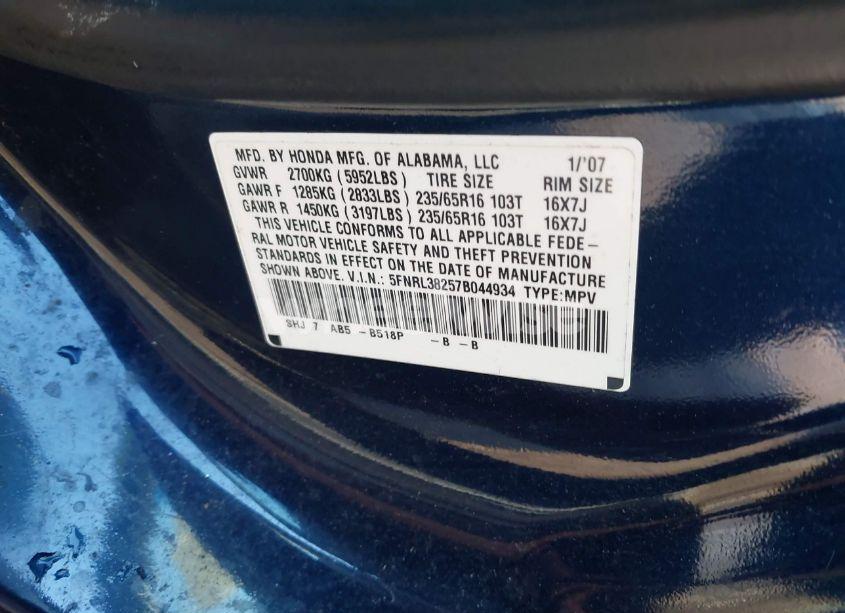 MFD. BY HONDA MFG. OF ALABAMA, LLC 1/'07
GVWR 2700KG (5952LBS) TIRE SIZE RIM SIZE
GAWR F 1285KG (2833LBS) 235/65R16 103T 16X7J
GAWR R 1450KG (3197LBS) 235/65R16 103T 16X7J
THIS VEHICLE CONFORMS TO ALL APPLICABLE FEDE-
RAL MOTOR VEHICLE SAFETY AND THEFT PREVENTION
STANDARDS IN EFFECT ON THE DATE OF MANUFACTURE
SHOWN ABOVE. V.I.N.: 5FNRL38257B044934 TYPE:MPV
SHJ 7 AB5 -B518P -B -B